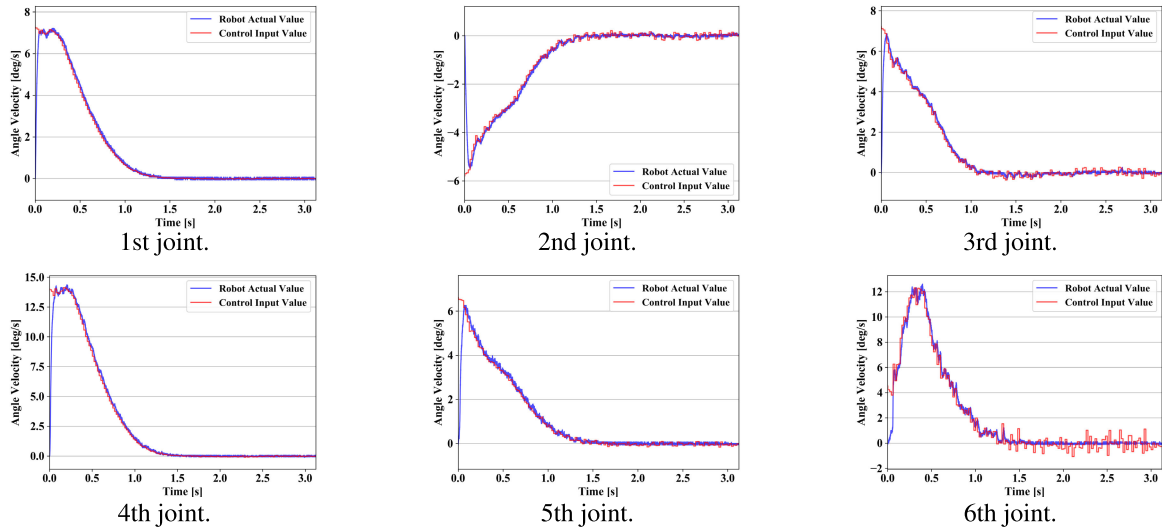 8
6
4
2
0
Angle Velocity [deg/s]
Robot Actual Value
Control Input Value
0.0 0.5 1.0 1.5 2.0 2.5 3.0
Time [s]
1st joint.
0
−2
−4
−6
Angle Velocity [deg/s]
Robot Actual Value
Control Input Value
0.0 0.5 1.0 1.5 2.0 2.5 3.0
Time [s]
2nd joint.
8
6
4
2
0
Angle Velocity [deg/s]
Robot Actual Value
Control Input Value
0.0 0.5 1.0 1.5 2.0 2.5 3.0
Time [s]
3rd joint.
15.0
12.5
10.0
7.5
5.0
2.5
0.0
Angle Velocity [deg/s]
Robot Actual Value
Control Input Value
0.0 0.5 1.0 1.5 2.0 2.5 3.0
Time [s]
4th joint.
6
4
2
0
Angle Velocity [deg/s]
Robot Actual Value
Control Input Value
0.0 0.5 1.0 1.5 2.0 2.5 3.0
Time [s]
5th joint.
12
10
8
6
4
2
0
−2
Angle Velocity [deg/s]
Robot Actual Value
Control Input Value
0.0 0.5 1.0 1.5 2.0 2.5 3.0
Time [s]
6th joint.